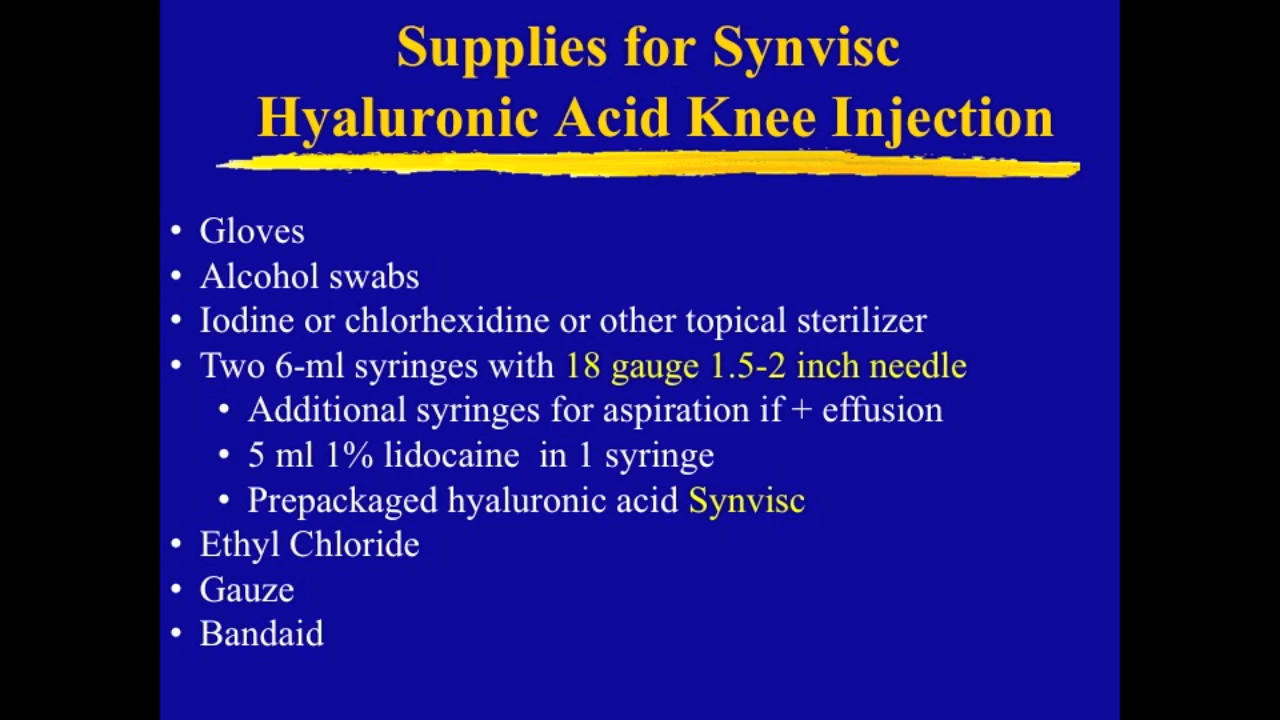 Supplies for Synvisc
Hyaluronic Acid Knee Injection
• Gloves
• Alcohol swabs
• Iodine or chlorhexidine or other topical sterilizer
• Two 6-ml syringes with 18 gauge 1.5-2 inch needle
• Additional syringes for aspiration if + effusion
• 5 ml 1% lidocaine  in 1 syringe
• Prepackaged hyaluronic acid Synvisc
• Ethyl Chloride
• Gauze
• Bandaid